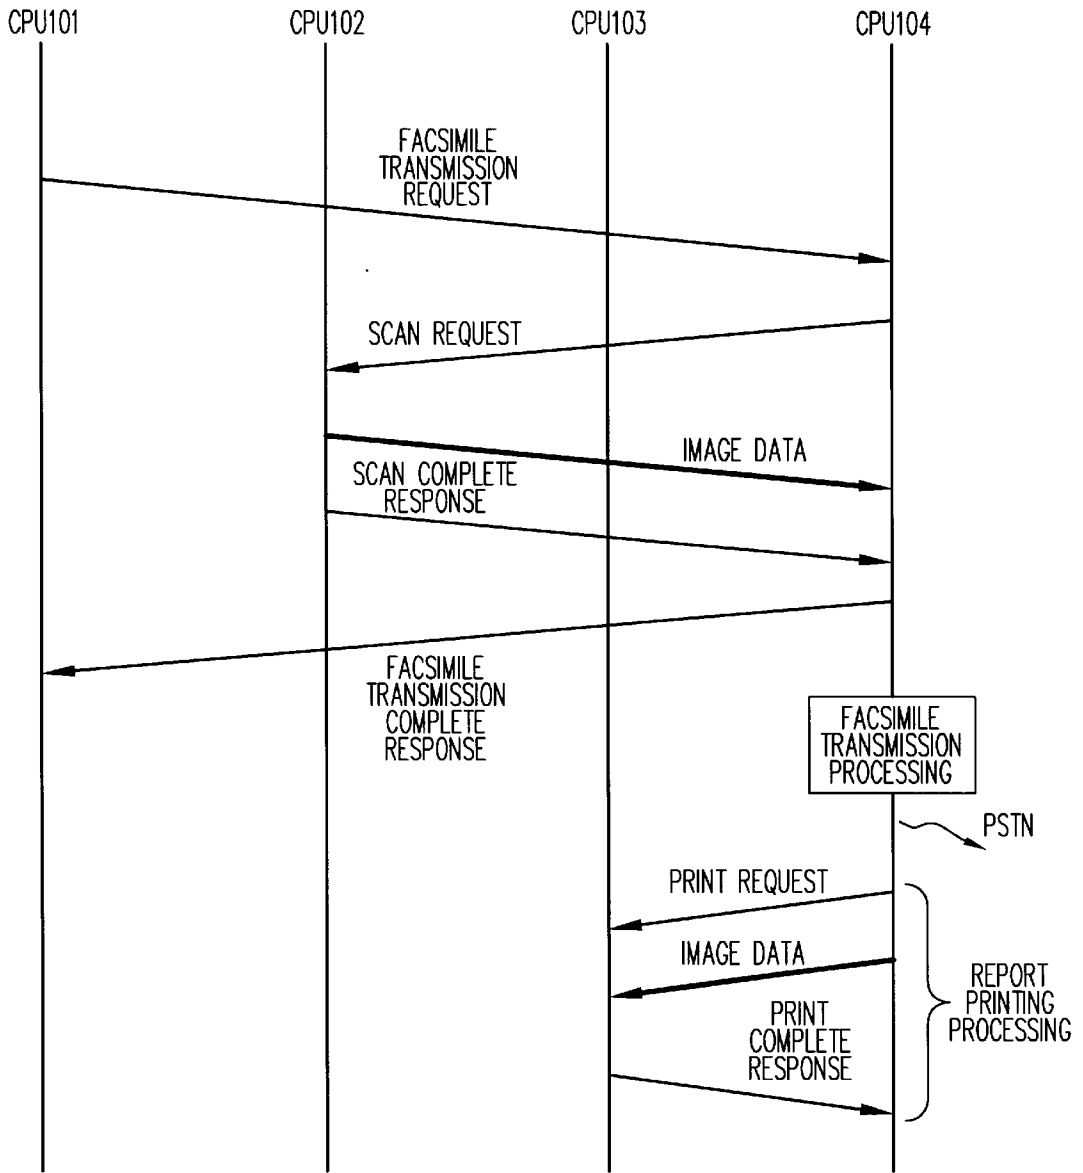 CPU101
CPU102
CPU103
CPU104
FACSIMILE
TRANSMISSION
REQUEST
SCAN REQUEST
IMAGE DATA
SCAN COMPLETE
RESPONSE
FACSIMILE
TRANSMISSION
COMPLETE
RESPONSE
FACSIMILE
TRANSMISSION
PROCESSING
PSTN
PRINT REQUEST
IMAGE DATA
REPORT
PRINTING
PROCESSING
PRINT
COMPLETE
RESPONSE